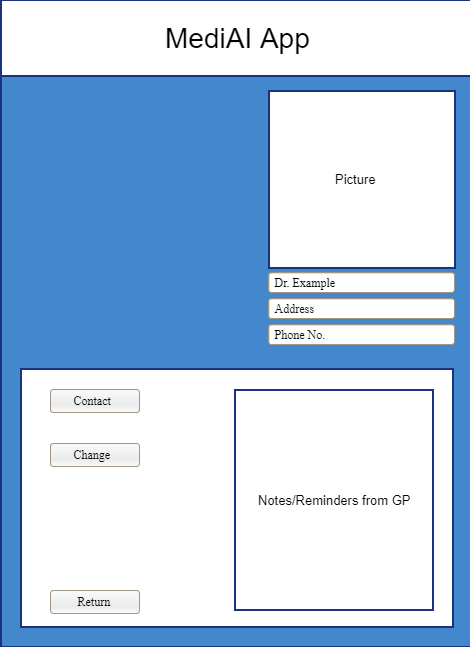 MediAI App
Picture
Dr. Example
Address
Phone No.
Contact
Change
Notes/Reminders from GP
Return